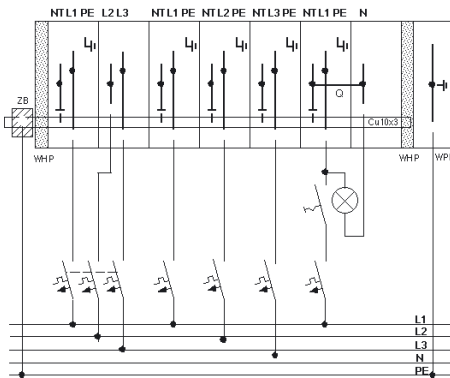 NT L1 PE L2 L3 NT L1 PE NT L2 PE NT L3 PE NT L1 PE N
ZB
Q
Cu10x3
WHP WHP WPE
L1
L2
L3
N
PE